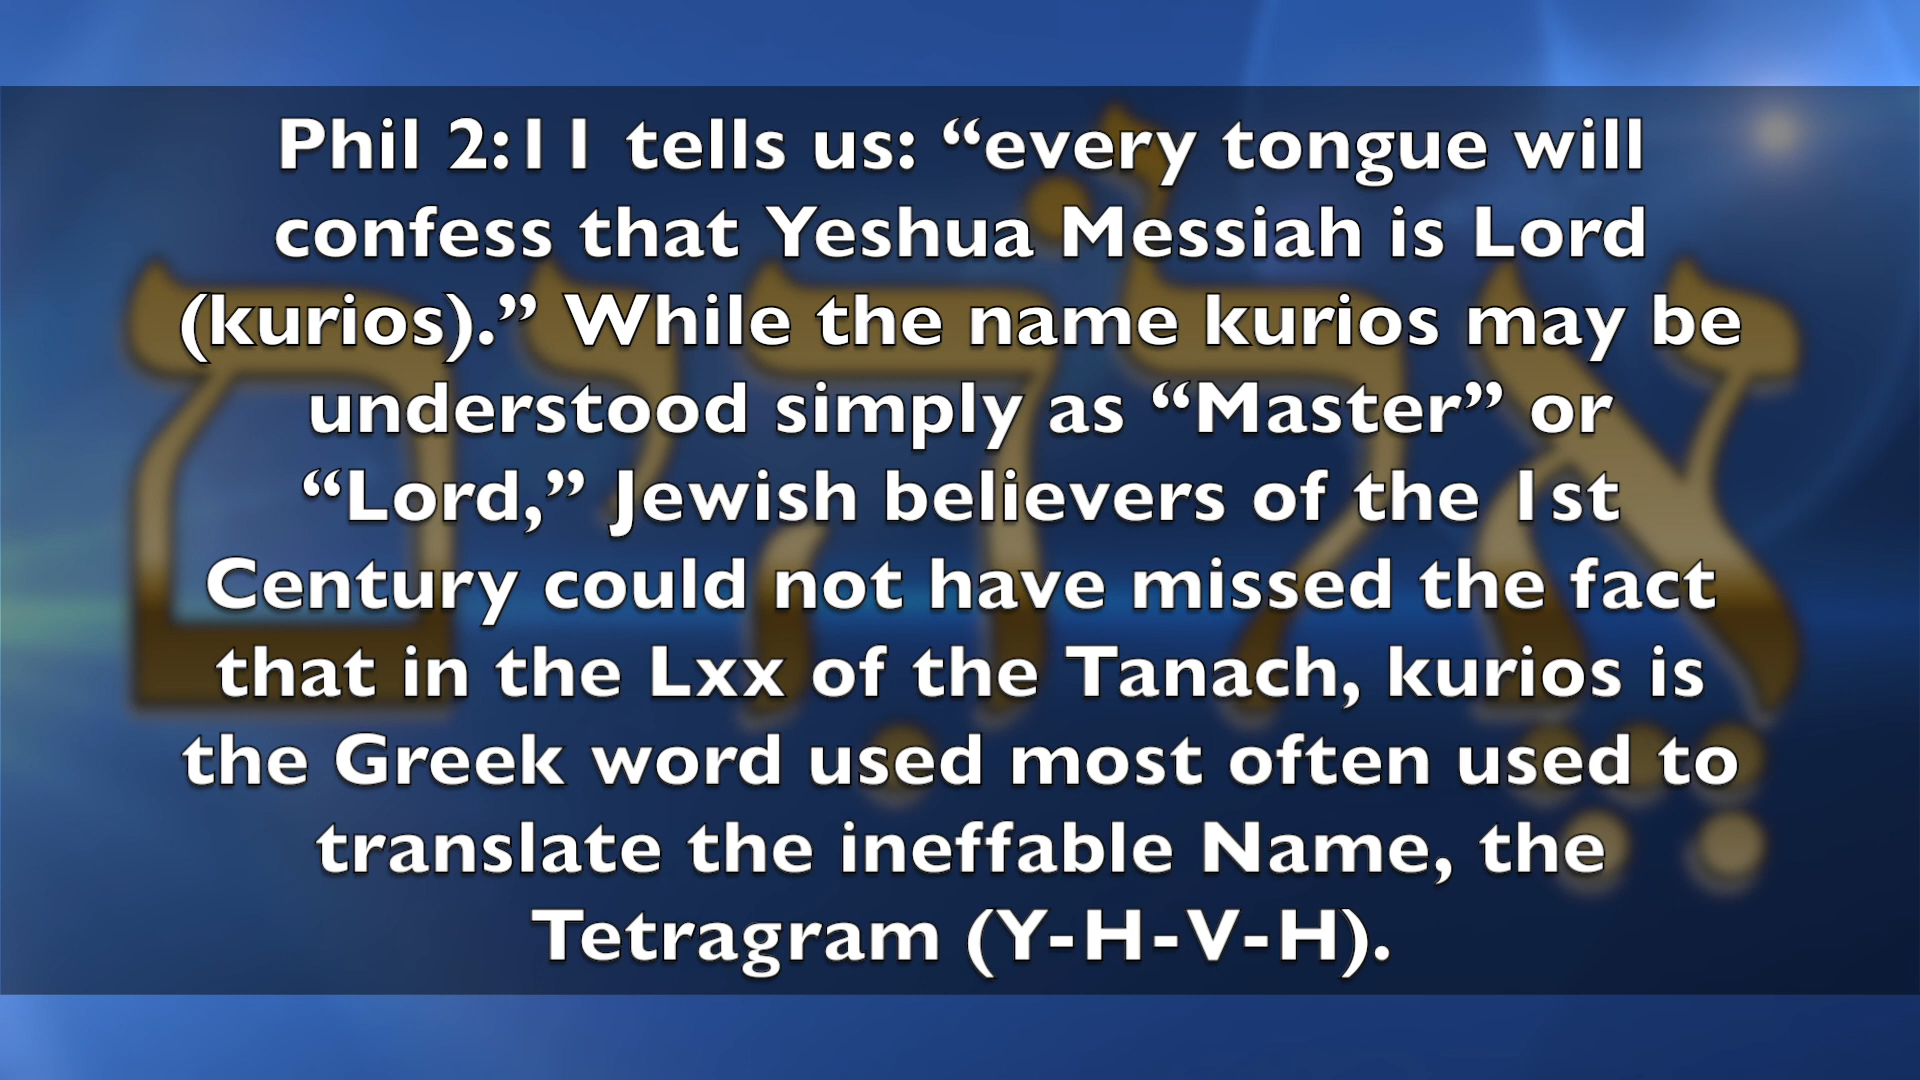 Phil 2:11 tells us: “every tongue will
confess that Yeshua Messiah is Lord
(kurios).” While the name kurios may be
understood simply as “Master” or
“Lord,” Jewish believers of the 1st
Century could not have missed the fact
that in the Lxx of the Tanach, kurios is
the Greek word used most often used to
translate the ineffable Name, the
Tetragram (Y-H-V-H).
אֱלֹהִים